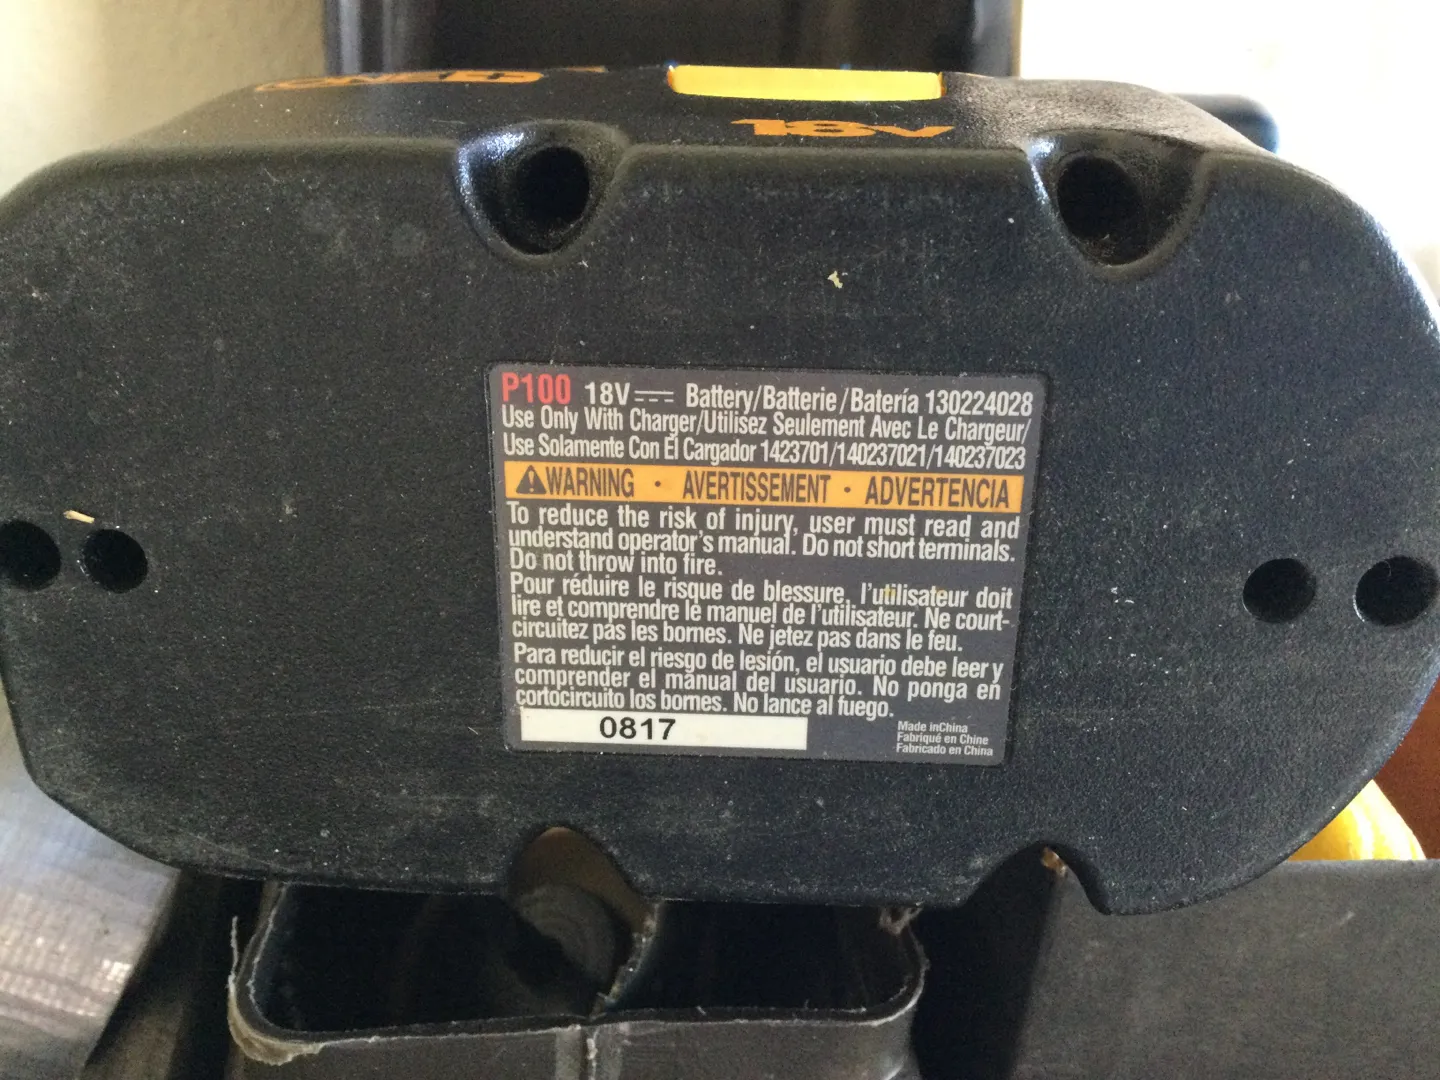 ONE+
18V
P100 18V Battery/Batterie/Batería 130224028
Use Only With Charger/Utilisez Seulement Avec Le Chargeur/
Use Solamente Con El Cargador 1423701/140237021/140237023
WARNING · AVERTISSEMENT · ADVERTENCIA
To reduce the risk of injury, user must read and
understand operator's manual. Do not short terminals.
Do not throw into fire.
Pour réduire le risque de blessure, l'utilisateur doit
lire et comprendre le manuel de l'utilisateur. Ne court-
circuitez pas les bornes. Ne jetez pas dans le feu.
Para reducir el riesgo de lesión, el usuario debe leer y
comprender el manual del usuario. No ponga en
cortocircuito los bornes. No lance al fuego.
0817
Made inChina
Fabriqué en Chine
Fabricado en China